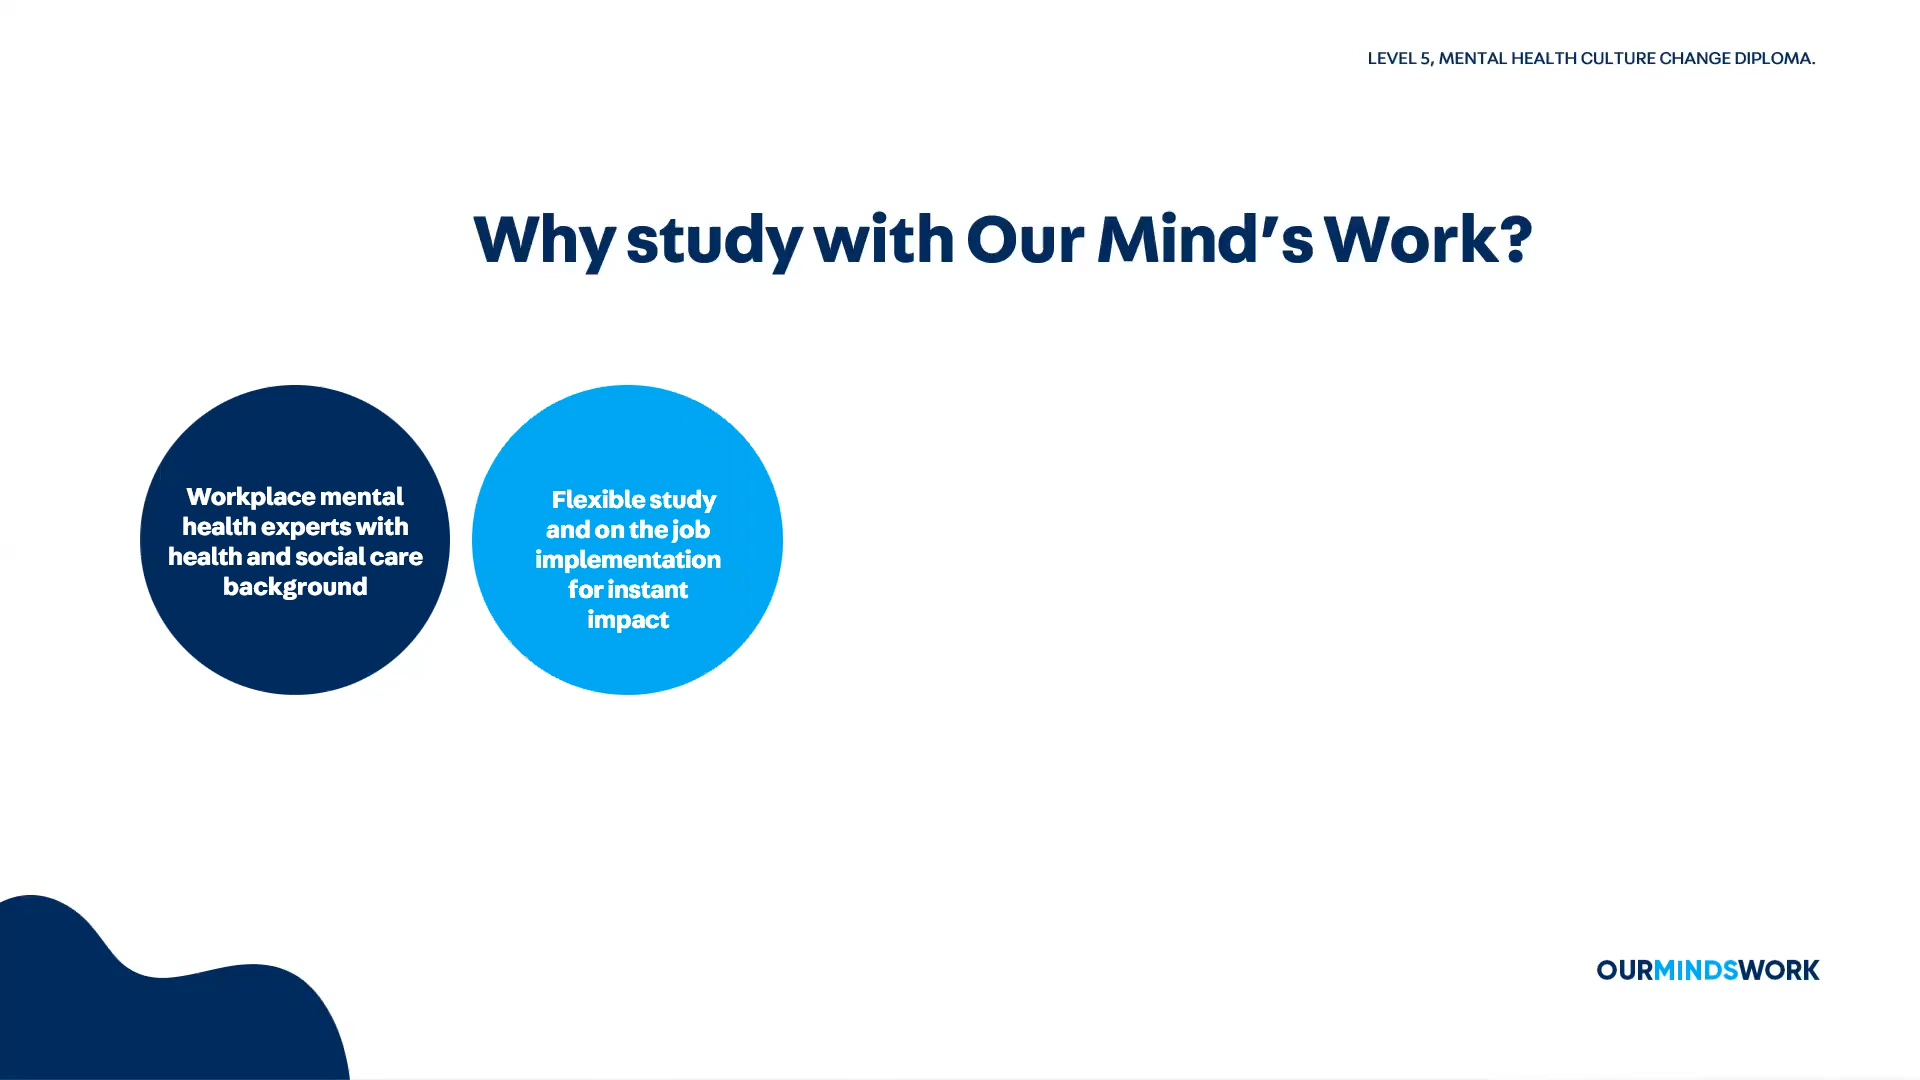 LEVEL 5, MENTAL HEALTH CULTURE CHANGE DIPLOMA.
Why study with Our Mind’s Work?
Workplace mental
health experts with
health and social care
background
Flexible study
and on the job
implementation
for instant
impact
OURMINDSWORK